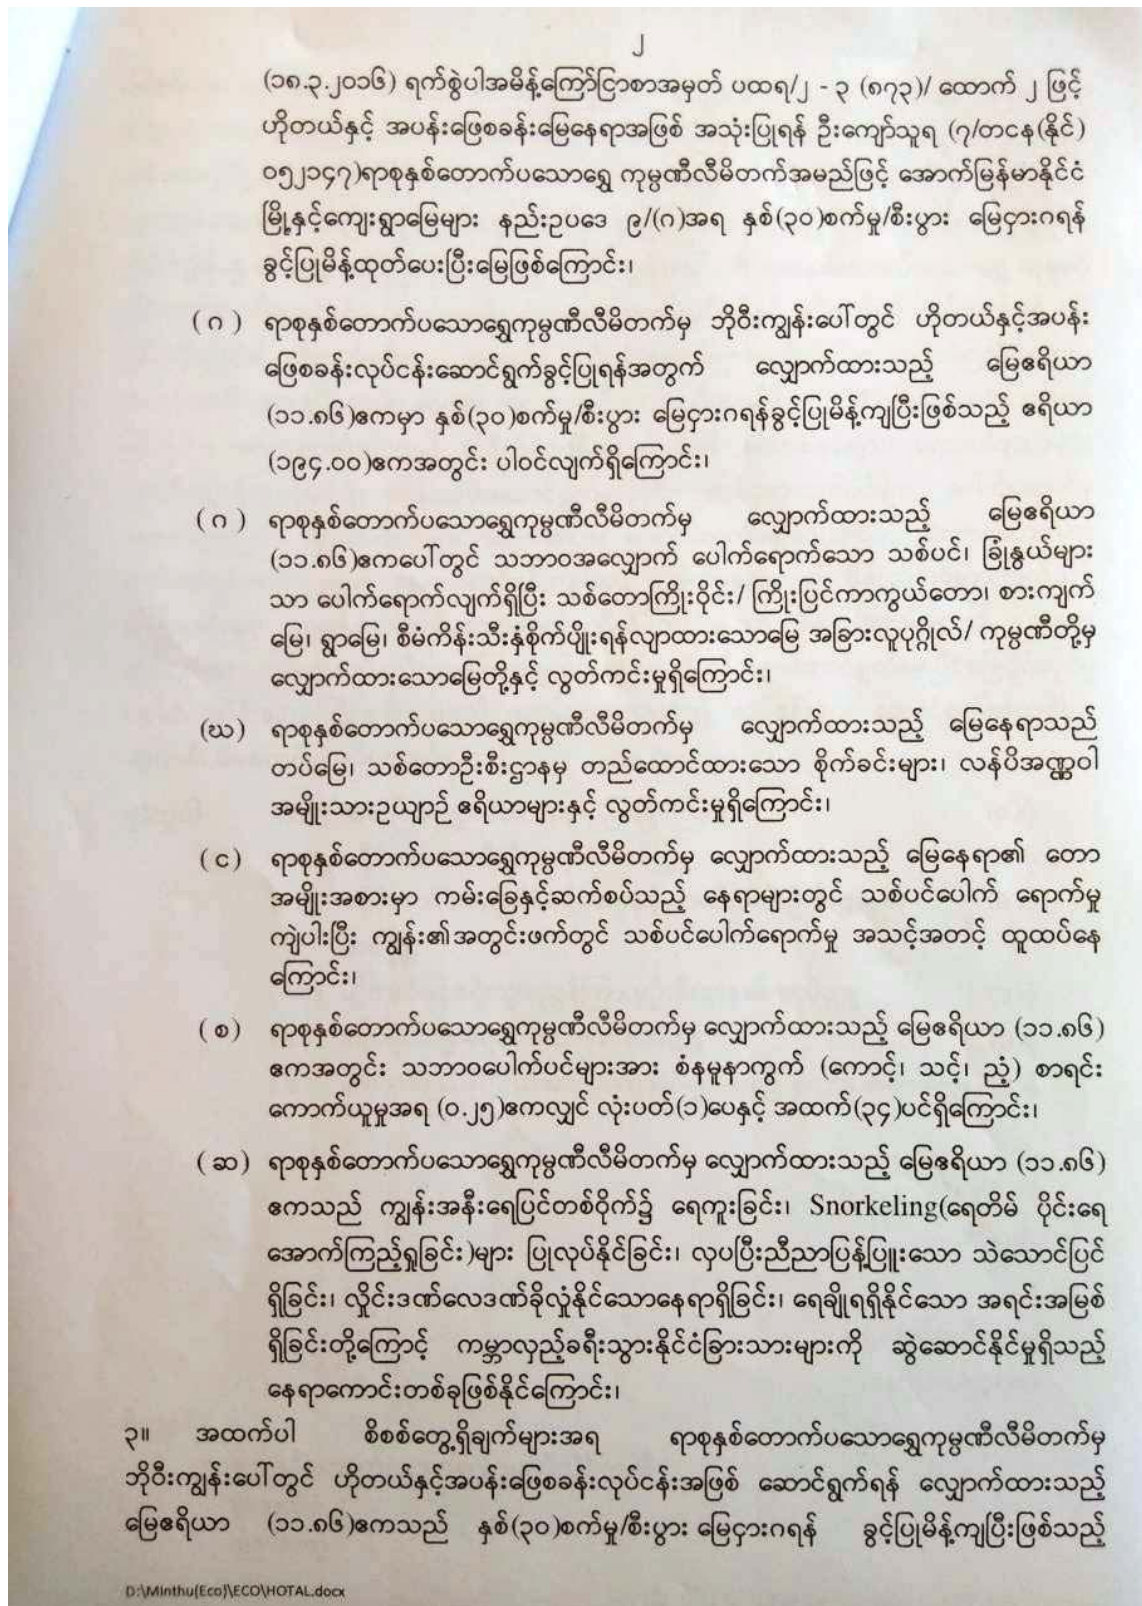 ၂
(၁၈.၃.၂၀၁၆) ရက်စွဲပါအမိန့်ကြော်ငြာစာအမှတ် ပထရ/၂ - ၃ (၈၇၃)/ ထောက် ၂ ဖြင့်
ဟိုတယ်နှင့် အပန်းဖြေစခန်းမြေနေရာအဖြစ် အသုံးပြုရန် ဦးကျော်သူရ (၇/တငန(နိုင်)
၀၅၂၁၄၇)ရာစုနှစ်တောက်ပသောရွှေ ကုမ္ပဏီလီမိတက်အမည်ဖြင့် အောက်မြန်မာနိုင်ငံ
မြို့နှင့်ကျေးရွာမြေများ နည်းဥပဒေ ၉/(ဂ)အရ နှစ်(၃၀)စက်မှု/စီးပွား မြေငှားဂရန်
ခွင့်ပြုမိန့်ထုတ်ပေးပြီးမြေဖြစ်ကြောင်း၊
( ဂ ) ရာစုနှစ်တောက်ပသောရွှေကုမ္ပဏီလီမိတက်မှ ဘိုဝီးကျွန်းပေါ်တွင် ဟိုတယ်နှင့်အပန်း
ဖြေစခန်းလုပ်ငန်းဆောင်ရွက်ခွင့်ပြုရန်အတွက် လျှောက်ထားသည့် မြေဧရိယာ
(၁၁.၈၆)ဧကမှာ နှစ်(၃၀)စက်မှု/စီးပွား မြေငှားဂရန်ခွင့်ပြုမိန့်ကျပြီးဖြစ်သည့် ဧရိယာ
(၁၉၄.၀၀)ဧကအတွင်း ပါဝင်လျက်ရှိကြောင်း၊
( ဂ ) ရာစုနှစ်တောက်ပသောရွှေကုမ္ပဏီလီမိတက်မှ လျှောက်ထားသည့် မြေဧရိယာ
(၁၁.၈၆)ဧကပေါ်တွင် သဘာဝအလျှောက် ပေါက်ရောက်သော သစ်ပင်၊ ခြုံနွယ်များ
သာ ပေါက်ရောက်လျက်ရှိပြီး သစ်တောကြိုးဝိုင်း/ ကြိုးပြင်ကာကွယ်တော၊ စားကျက်
မြေ၊ ရွာမြေ၊ စီမံကိန်းသီးနှံစိုက်ပျိုးရန်လျာထားသောမြေ အခြားလူပုဂ္ဂိုလ်/ ကုမ္ပဏီတို့မှ
လျှောက်ထားသောမြေတို့နှင့် လွတ်ကင်းမှုရှိကြောင်း၊
(ဃ) ရာစုနှစ်တောက်ပသောရွှေကုမ္ပဏီလီမိတက်မှ လျှောက်ထားသည့် မြေနေရာသည်
တပ်မြေ၊ သစ်တောဦးစီးဌာနမှ တည်ထောင်ထားသော စိုက်ခင်းများ၊ လန်ပိအဏ္ဏဝါ
အမျိုးသားဥယျာဉ် ဧရိယာများနှင့် လွတ်ကင်းမှုရှိကြောင်း၊
( င ) ရာစုနှစ်တောက်ပသောရွှေကုမ္ပဏီလီမိတက်မှ လျှောက်ထားသည့် မြေနေရာ၏ တော
အမျိုးအစားမှာ ကမ်းခြေနှင့်ဆက်စပ်သည့် နေရာများတွင် သစ်ပင်ပေါက် ရောက်မှု
ကျဲပါးပြီး ကျွန်း၏အတွင်းဖက်တွင် သစ်ပင်ပေါက်ရောက်မှု အသင့်အတင့် ထူထပ်နေ
ကြောင်း၊
( စ ) ရာစုနှစ်တောက်ပသောရွှေကုမ္ပဏီလီမိတက်မှ လျှောက်ထားသည့် မြေဧရိယာ (၁၁.၈၆)
ဧကအတွင်း သဘာဝပေါက်ပင်များအား စံနမူနာကွက် (ကောင့်၊ သင့်၊ ညံ့) စာရင်း
ကောက်ယူမှုအရ (၀.၂၅)ဧကလျှင် လုံးပတ်(၁)ပေနှင့် အထက်(၃၄)ပင်ရှိကြောင်း၊
( ဆ ) ရာစုနှစ်တောက်ပသောရွှေကုမ္ပဏီလီမိတက်မှ လျှောက်ထားသည့် မြေဧရိယာ (၁၁.၈၆)
ဧကသည် ကျွန်းအနီးရေပြင်တစ်ဝိုက်၌ ရေကူးခြင်း၊ Snorkeling(ရေတိမ် ပိုင်းရေ
အောက်ကြည့်ရှုခြင်း)များ ပြုလုပ်နိုင်ခြင်း၊ လှပပြီးညီညာပြန့်ပြူးသော သဲသောင်ပြင်
ရှိခြင်း၊ လှိုင်းဒဏ်လေဒဏ်ခိုလှုံနိုင်သောနေရာရှိခြင်း၊ ရေချိုရရှိနိုင်သော အရင်းအမြစ်
ရှိခြင်းတို့ကြောင့် ကမ္ဘာလှည့်ခရီးသွားနိုင်ငံခြားသားများကို ဆွဲဆောင်နိုင်မှုရှိသည့်
နေရာကောင်းတစ်ခုဖြစ်နိုင်ကြောင်း၊
၃။ အထက်ပါ စိစစ်တွေ့ရှိချက်များအရ ရာစုနှစ်တောက်ပသောရွှေကုမ္ပဏီလီမိတက်မှ
ဘိုဝီးကျွန်းပေါ်တွင် ဟိုတယ်နှင့်အပန်းဖြေစခန်းလုပ်ငန်းအဖြစ် ဆောင်ရွက်ရန် လျှောက်ထားသည့်
မြေဧရိယာ (၁၁.၈၆)ဧကသည် နှစ်(၃၀)စက်မှု/စီးပွား မြေငှားဂရန် ခွင့်ပြုမိန့်ကျပြီးဖြစ်သည့်
D:\Minthu(Eco)\ECO\HOTAL.docx